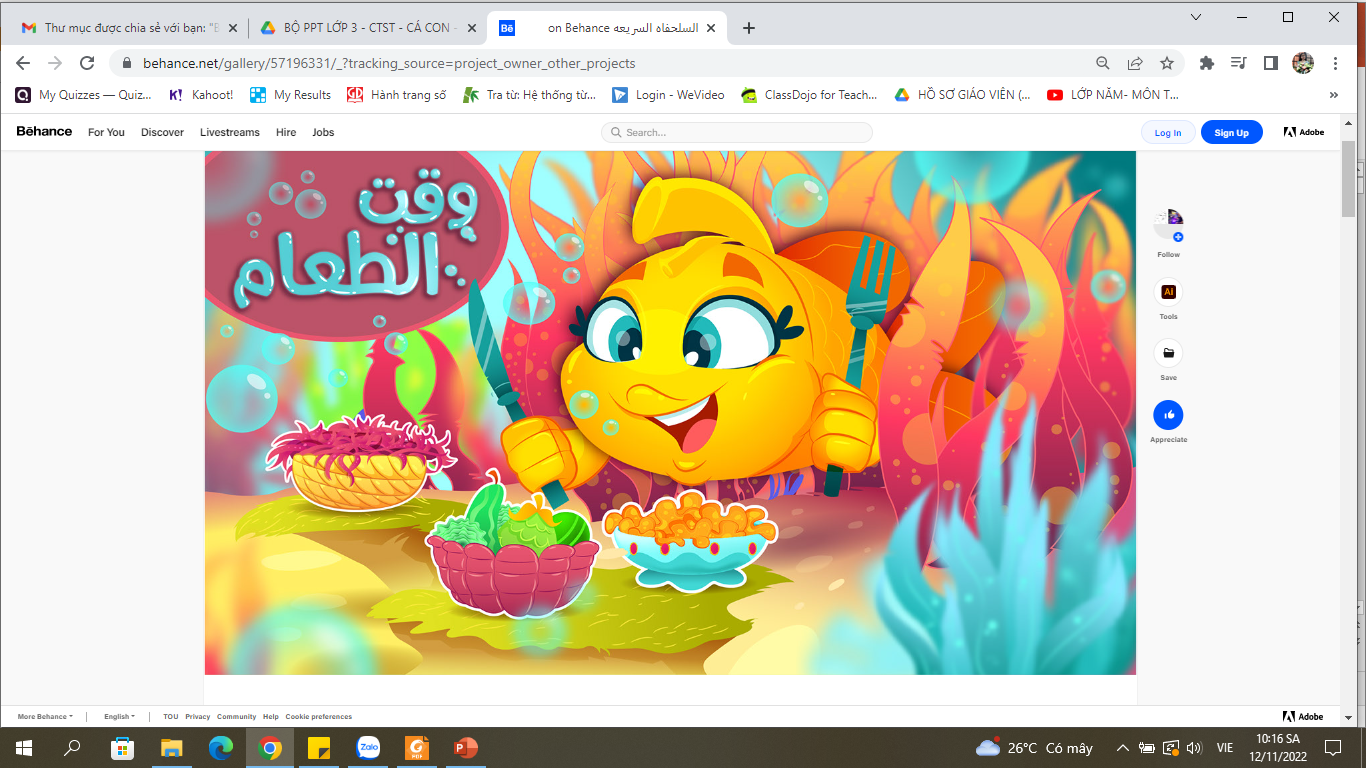 Thư mục được chia sẻ với bạn: "B
BỘ PPT LỚP 3 - CTST - CÁ CON -
السلحفاه السريعه on Behance
behance.net/gallery/57196331/_?tracking_source=project_owner_other_projects
My Quizzes — Quiz...
Kahoot!
My Results
Hành trang số
Tra từ: Hệ thống từ...
Login - WeVideo
ClassDojo for Teach...
HỒ SƠ GIÁO VIÊN (...
LỚP NĂM- MÔN T...
»
Bēhance
For You
Discover
Livestreams
Hire
Jobs
Search...
Log In
Sign Up
Adobe
وقت
الطعام
Follow
Ai
Tools
Save
Appreciate
More Behance
English
TOU
Privacy
Community
Help
Cookie preferences
Adobe
Zalo
PDF
26°C Có mây
VIE
10:16 SA
12/11/2022